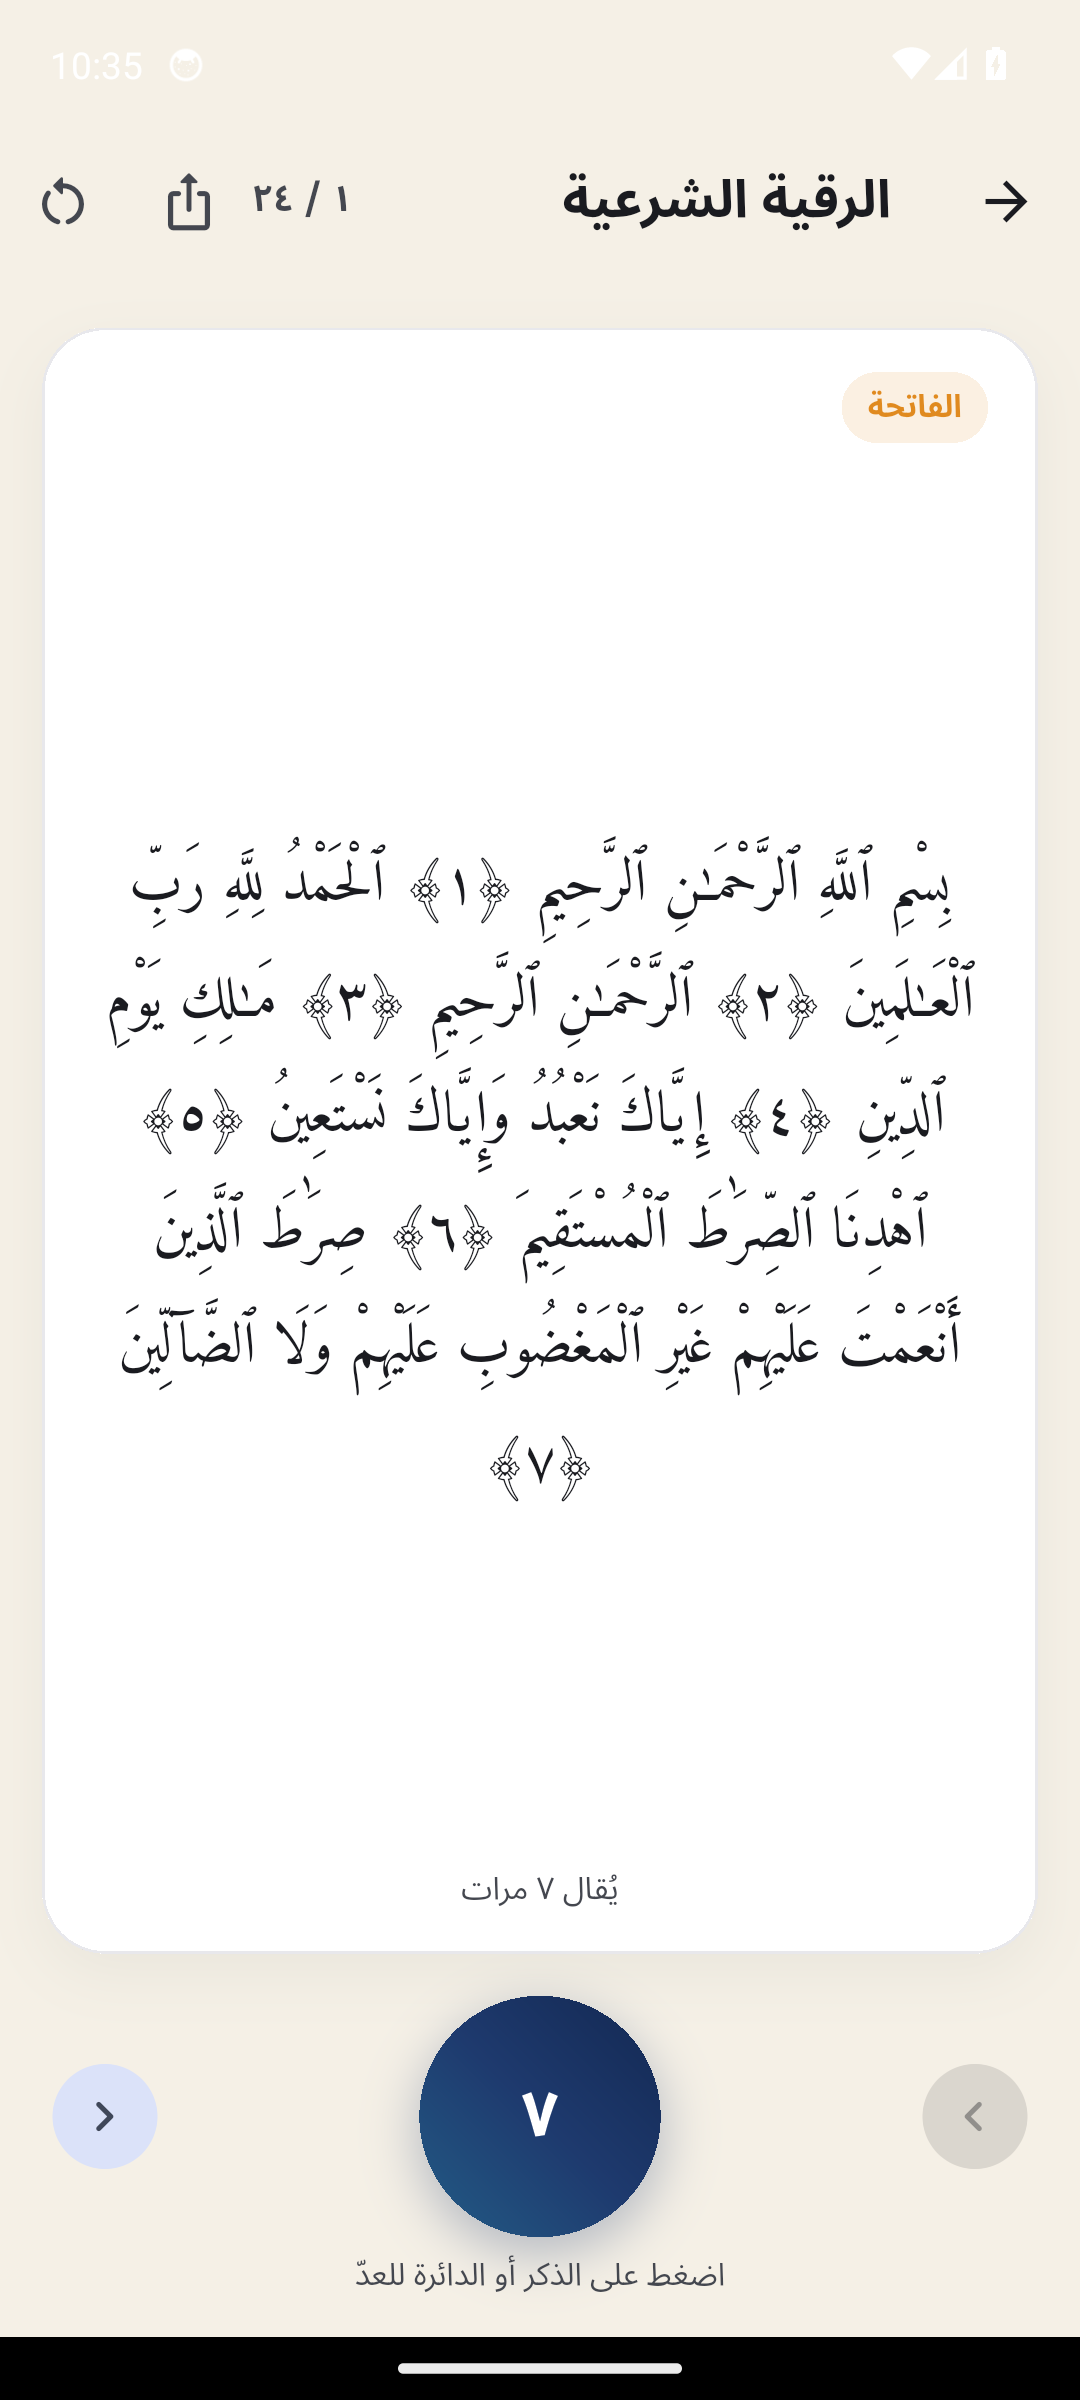 10:35
الرقية الشرعية
١ / ٢٤
الفاتحة
بِسْمِ ٱللَّهِ ٱلرَّحْمَـٰنِ ٱلرَّحِيمِ ﴿١﴾ ٱلْحَمْدُ لِلَّهِ رَبِّ
ٱلْعَـٰلَمِينَ ﴿٢﴾ ٱلرَّحْمَـٰنِ ٱلرَّحِيمِ ﴿٣﴾ مَـٰلِكِ يَوْمِ
ٱلدِّينِ ﴿٤﴾ إِيَّاكَ نَعْبُدُ وَإِيَّاكَ نَسْتَعِينُ ﴿٥﴾
ٱهْدِنَا ٱلصِّرَٰطَ ٱلْمُسْتَقِيمَ ﴿٦﴾ صِرَٰطَ ٱلَّذِينَ
أَنْعَمْتَ عَلَيْهِمْ غَيْرِ ٱلْمَغْضُوبِ عَلَيْهِمْ وَلَا ٱلضَّآلِّينَ
﴿٧﴾
يُقال ٧ مرات
٧
اضغط على الذكر أو الدائرة للعدّ